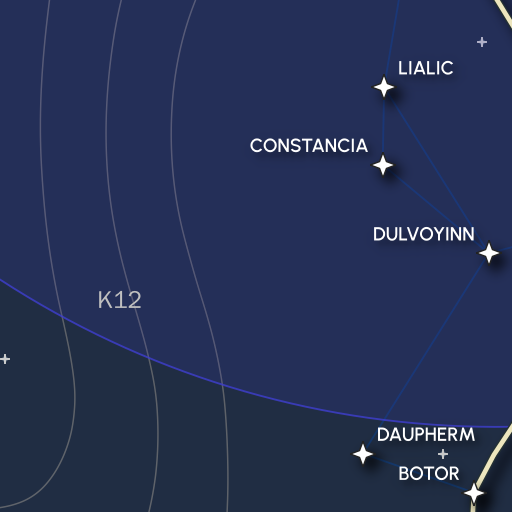 LIALIC
CONSTANCIA
DULVOYINN
K12
DAUPHERM
BOTOR